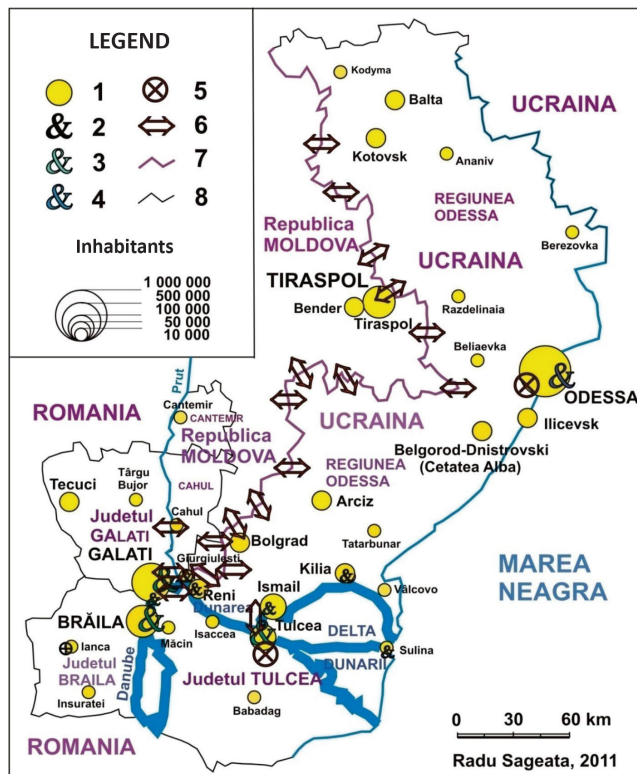 LEGEND
1
5
& 2
6
& 3
7
& 4
8
Inhabitants
1 000 000
500 000
100 000
50 000
10 000
Kodyma
Balta
UCRAINA
Kotovsk
Ananiv
REGIUNEA
ODESSA
Republica
MOLDOVA
Berezovka
UCRAINA
TIRASPOL
Bender
Tiraspol
Razdelinaia
Beliaevka
& ODESSA
Ilicevsk
Belgorod-Dnistrovski
(Cetatea Alba)
Prut
ROMANIA
Cantemir
CANTEMIR
Republica
MOLDOVA
UCRAINA
REGIUNEA
ODESSA
Tecuci
Târgu
Bujor
CAHUL
Cahul
Judetul
GALATI
GALATI
Arciz
Tatarbunar
Bolgrad
Giurgiulesti
MAREA
NEAGRA
Kilia
&
Reni
Ismail
&
Vâlcovo
Dunarea
BRĂILA
&
&
&
Măcin
Isaccea
Tulcea
&
&
DELTA
DUNARII
Sulina
&
Ianca
Judetul
BRAILA
Danube
Judetul TULCEA
Insuratei
Babadag
ROMANIA
0 30 60 km
Radu Sageata, 2011